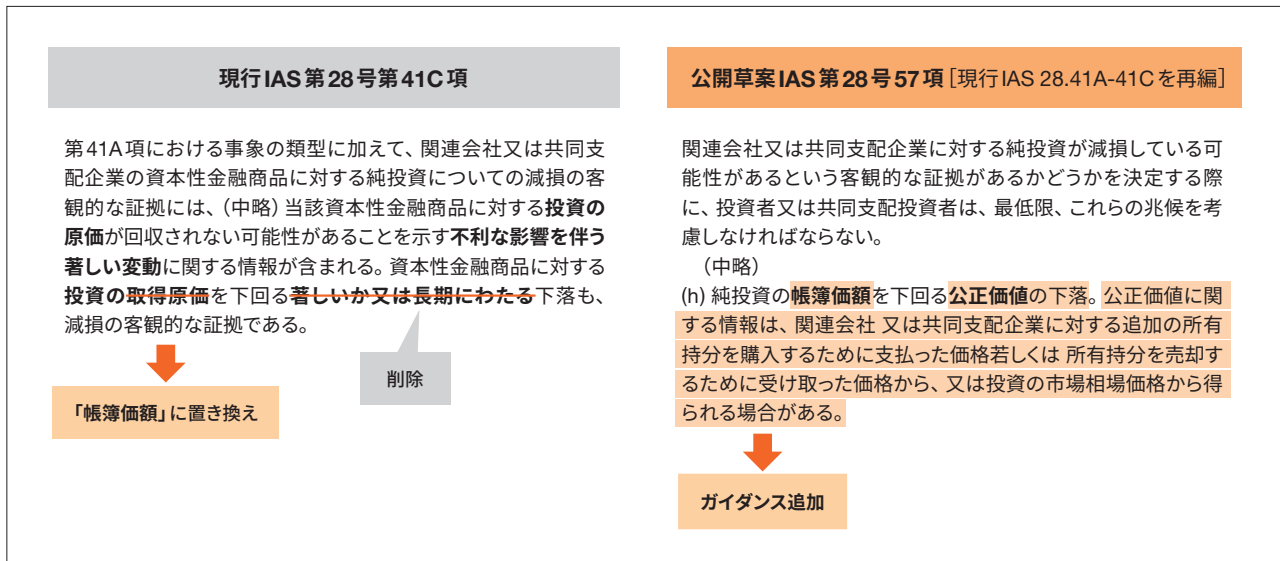 現行IAS第28号第41C項
第41A項における事象の類型に加えて、関連会社又は共同支
配企業の資本性金融商品に対する純投資についての減損の客
観的な証拠には、（中略）当該資本性金融商品に対する投資の
原価が回収されない可能性があることを示す不利な影響を伴う
著しい変動に関する情報が含まれる。資本性金融商品に対する
投資の取得原価を下回る著しいか又は長期にわたる下落も、
減損の客観的な証拠である。
削除
「帳簿価額」に置き換え
公開草案IAS第28号57項［現行IAS 28.41A-41Cを再編］
関連会社又は共同支配企業に対する純投資が減損している可
能性があるという客観的な証拠があるかどうかを決定する際
に、投資者又は共同支配投資者は、最低限、これらの兆候を考
慮しなければならない。
（中略）
(h) 純投資の帳簿価額を下回る公正価値の下落。公正価値に関
する情報は、関連会社 又は共同支配企業に対する追加の所有
持分を購入するために支払った価格若しくは 所有持分を売却す
るために受け取った価格から、又は投資の市場相場価格から得
られる場合がある。
ガイダンス追加